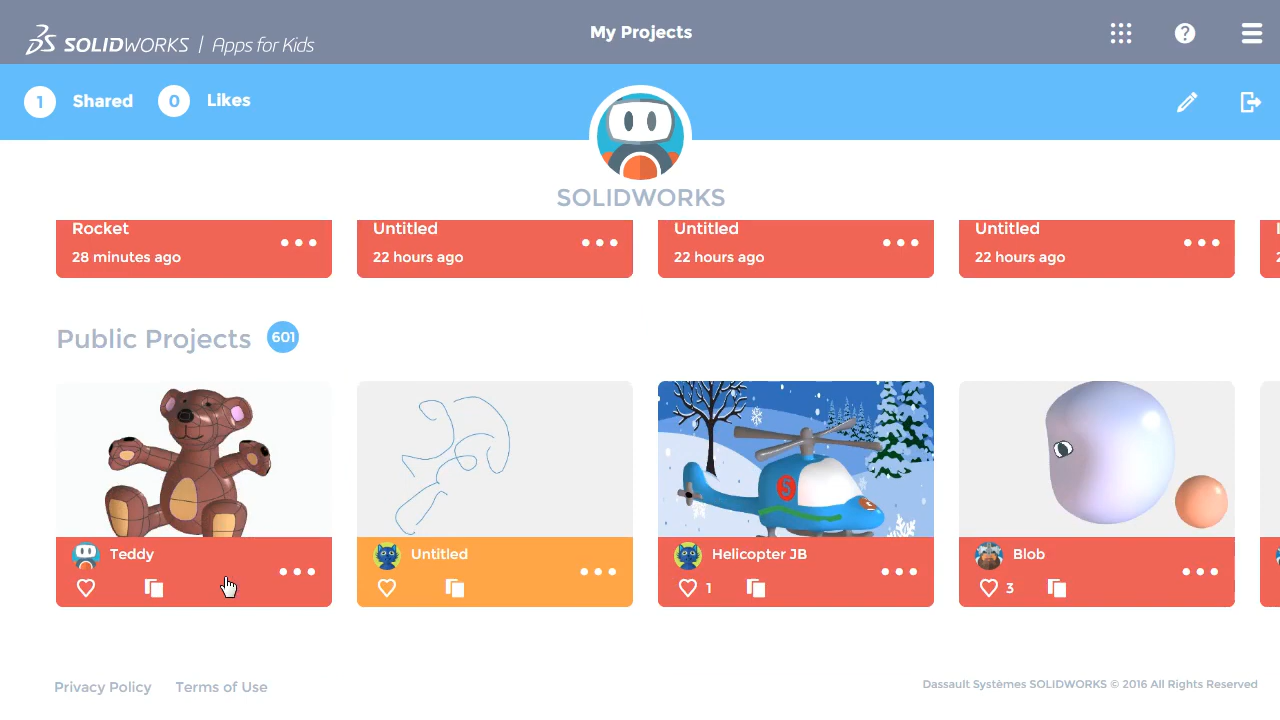 SOLIDWORKS | Apps for Kids
My Projects
?
1 Shared 0 Likes
SOLIDWORKS
Rocket
28 minutes ago
Untitled
22 hours ago
Untitled
22 hours ago
Untitled
22 hours ago
Public Projects 601
Teddy
Untitled
5
Helicopter JB
1
Blob
3
Privacy Policy Terms of Use
Dassault Systèmes SOLIDWORKS © 2016 All Rights Reserved